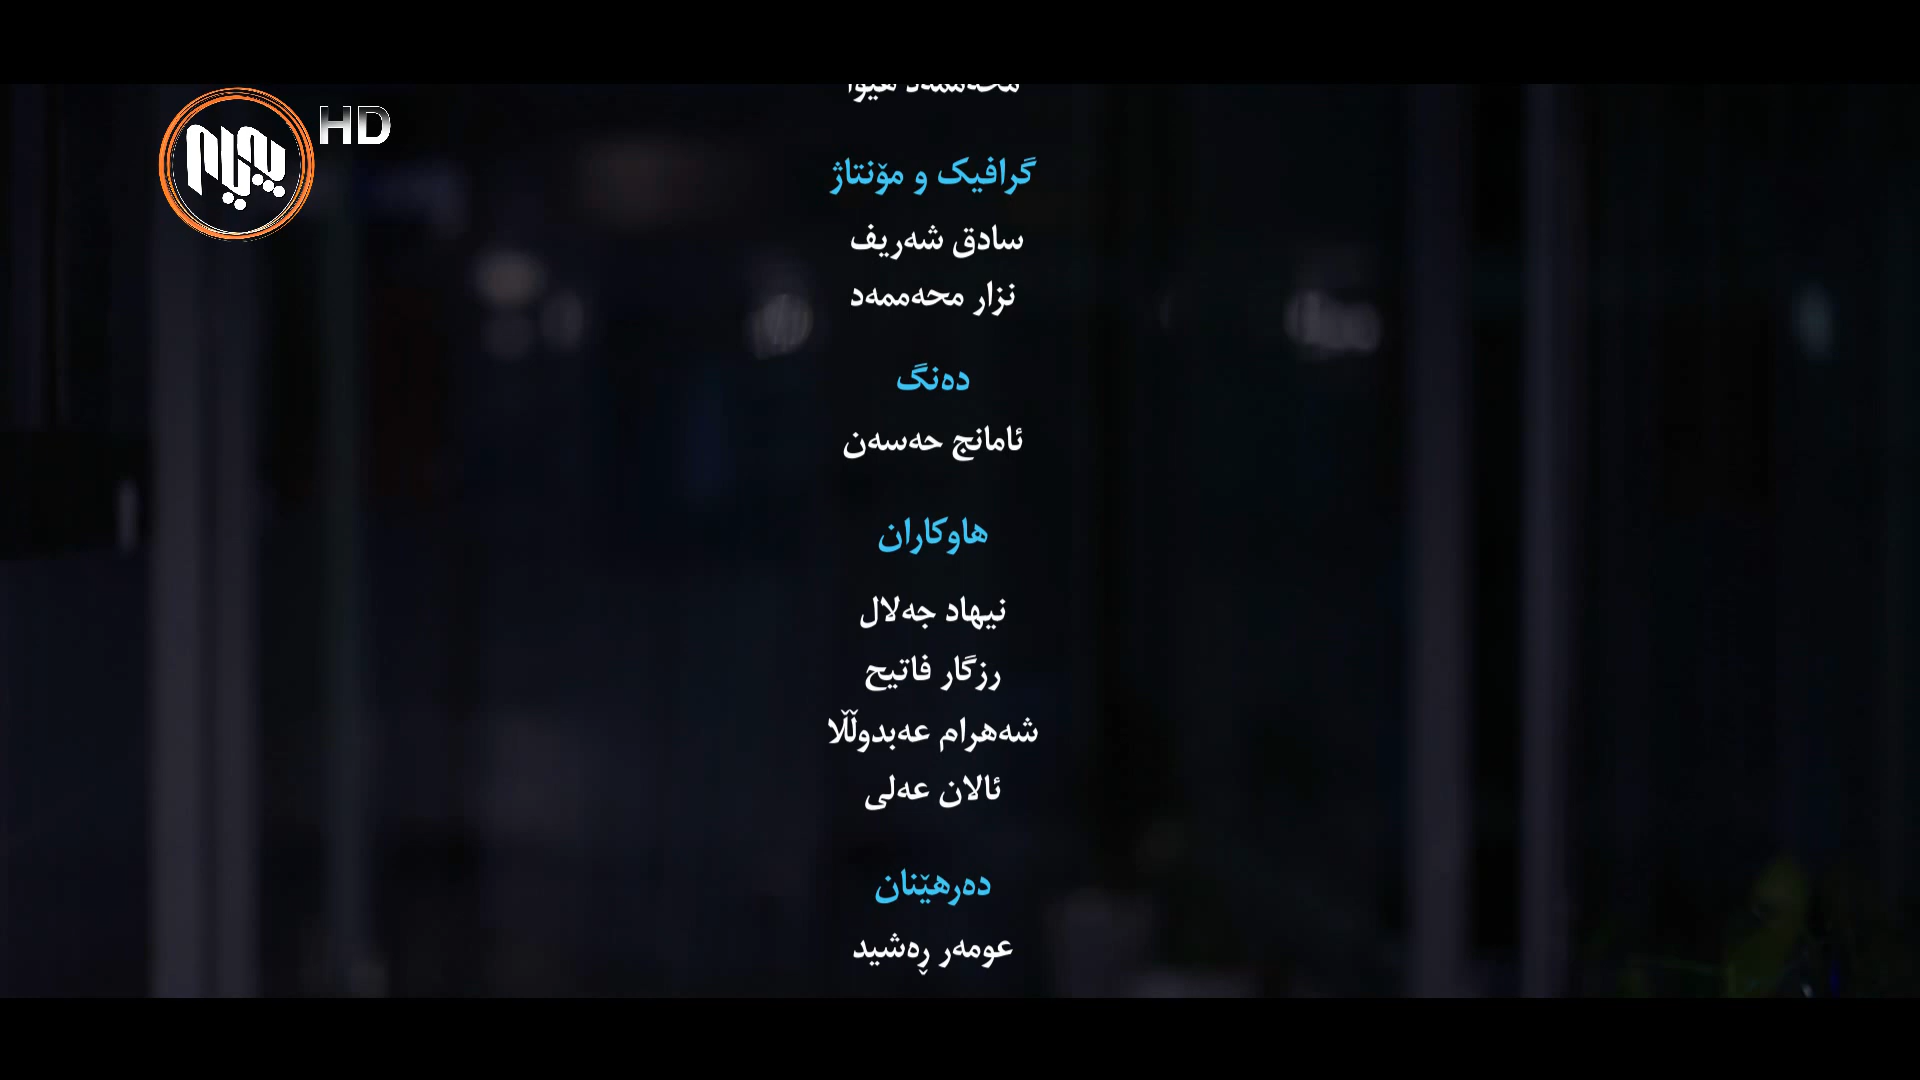 HD
گرافیک و مۆنتاژ
سادق شەریف
نزار محەممەد
دەنگ
ئامانج حەسەن
هاوکاران
نیهاد جەلال
رزگار فاتیح
شەهرام عەبدوڵڵا
ئالان عەلی
دەرهێنان
عومەر ڕەشید